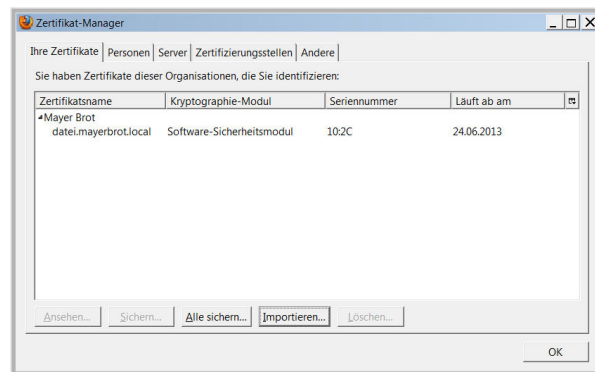 Zertifikat-Manager
Ihre Zertifikate Personen Server Zertifizierungsstellen Andere
Sie haben Zertifikate dieser Organisationen, die Sie identifizieren:
Zertifikatsname Kryptographie-Modul Seriennummer Läuft ab am
Mayer Brot
datei.mayerbrot.local Software-Sicherheitsmodul 10:2C 24.06.2013
Ansehen... Sichern... Alle sichern... Importieren... Löschen...
OK